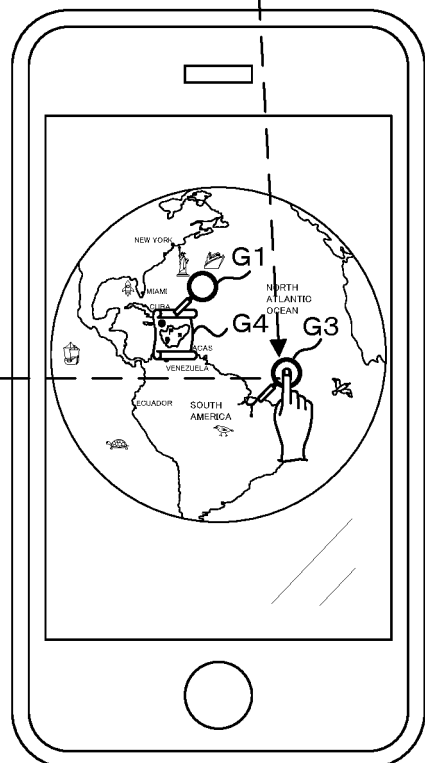 NEW YORK
G1
MIAMI
NORTH
ATLANTIC
OCEAN
CUBA
G4
G3
ACAS
VENEZUELA
ECUADOR
SOUTH
AMERICA